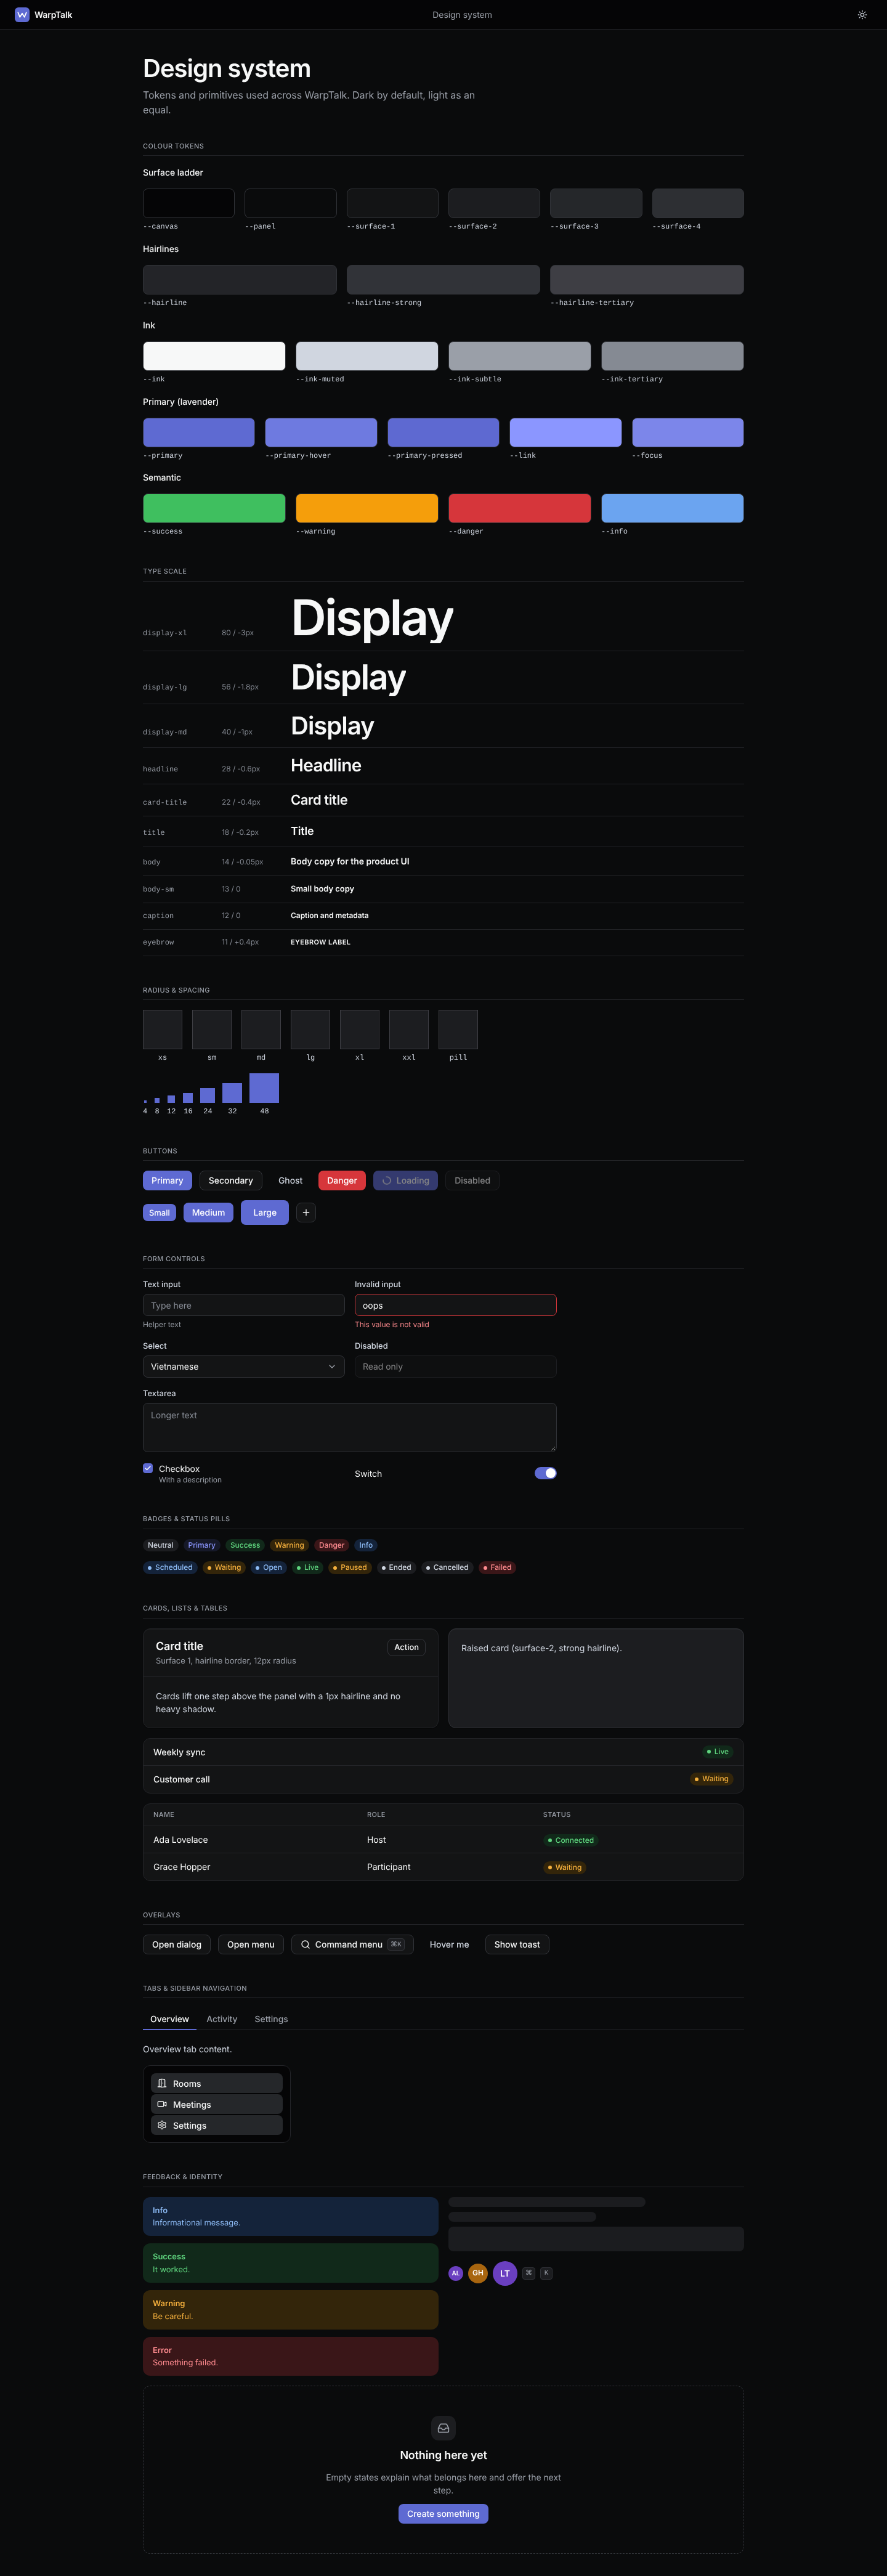 WarpTalk
Design system
Design system
Tokens and primitives used across WarpTalk. Dark by default, light as an
equal.
COLOUR TOKENS
Surface ladder
--canvas
--panel
--surface-1
--surface-2
--surface-3
--surface-4
Hairlines
--hairline
--hairline-strong
--hairline-tertiary
Ink
--ink
--ink-muted
--ink-subtle
--ink-tertiary
Primary (lavender)
--primary
--primary-hover
--primary-pressed
--link
--focus
Semantic
--success
--warning
--danger
--info
TYPE SCALE
display-xl 80 / -3px Display
display-lg 56 / -1.8px Display
display-md 40 / -1px Display
headline 28 / -0.6px Headline
card-title 22 / -0.4px Card title
title 18 / -0.2px Title
body 14 / -0.05px Body copy for the product UI
body-sm 13 / 0 Small body copy
caption 12 / 0 Caption and metadata
eyebrow 11 / +0.4px EYEBROW LABEL
RADIUS & SPACING
xs sm md lg xl xxl pill
4 8 12 16 24 32 48
BUTTONS
Primary Secondary Ghost Danger Loading Disabled
Small Medium Large +
FORM CONTROLS
Text input
Type here
Helper text
Invalid input
oops
This value is not valid
Select
Vietnamese
Disabled
Read only
Textarea
Longer text
Checkbox
With a description
Switch
BADGES & STATUS PILLS
Neutral Primary Success Warning Danger Info
Scheduled Waiting Open Live Paused Ended Cancelled Failed
CARDS, LISTS & TABLES
Card title
Surface 1, hairline border, 12px radius
Action
Cards lift one step above the panel with a 1px hairline and no
heavy shadow.
Raised card (surface-2, strong hairline).
Weekly sync Live
Customer call Waiting
NAME ROLE STATUS
Ada Lovelace Host Connected
Grace Hopper Participant Waiting
OVERLAYS
Open dialog Open menu Command menu ⌘K Hover me Show toast
TABS & SIDEBAR NAVIGATION
Overview Activity Settings
Overview tab content.
Rooms
Meetings
Settings
FEEDBACK & IDENTITY
Info
Informational message.
Success
It worked.
Warning
Be careful.
Error
Something failed.
AL GH LT ⌘ K
Nothing here yet
Empty states explain what belongs here and offer the next
step.
Create something